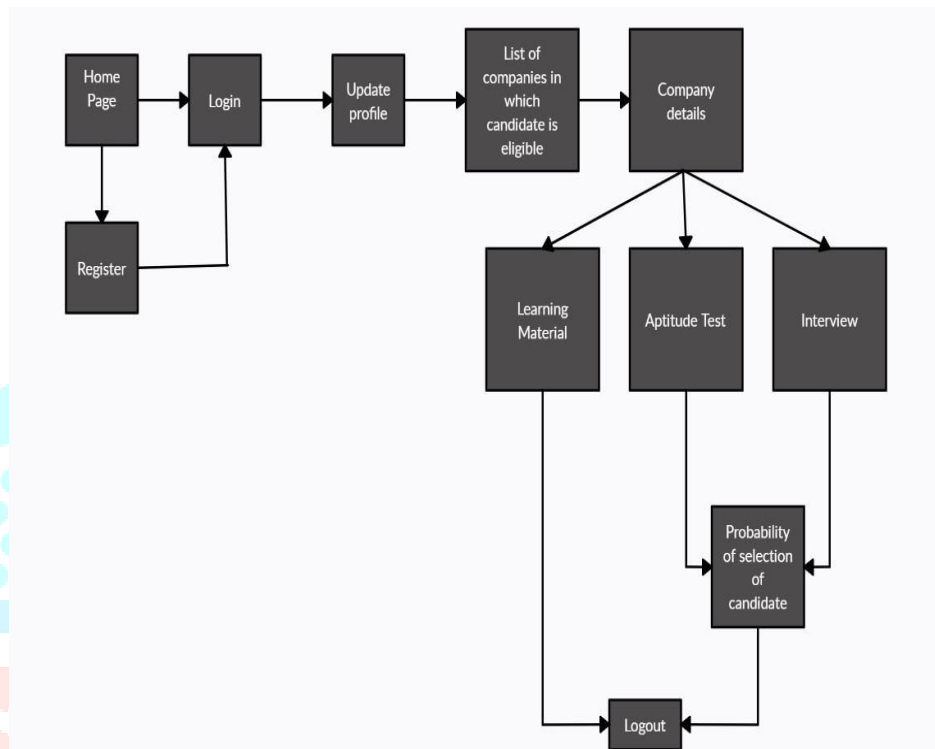 Home
Page
Login
Update
profile
List of
companies in
which
candidate is
eligible
Company
details
Register
Learning
Material
Aptitude Test
Interview
Probability
of selection
of
candidate
Logout